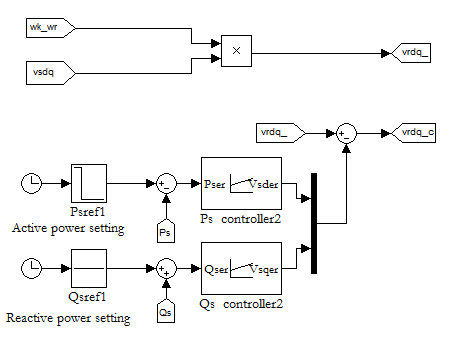 wk_wr
vsdq
×
vrdq_
vrdq_
+
-
vrdq_c
Psref1
Active power setting
+
-
Ps
Pser Vsder
Ps controller2
Qsref1
Reactive power setting
+
+
Qs
Qser Vsqer
Qs controller2